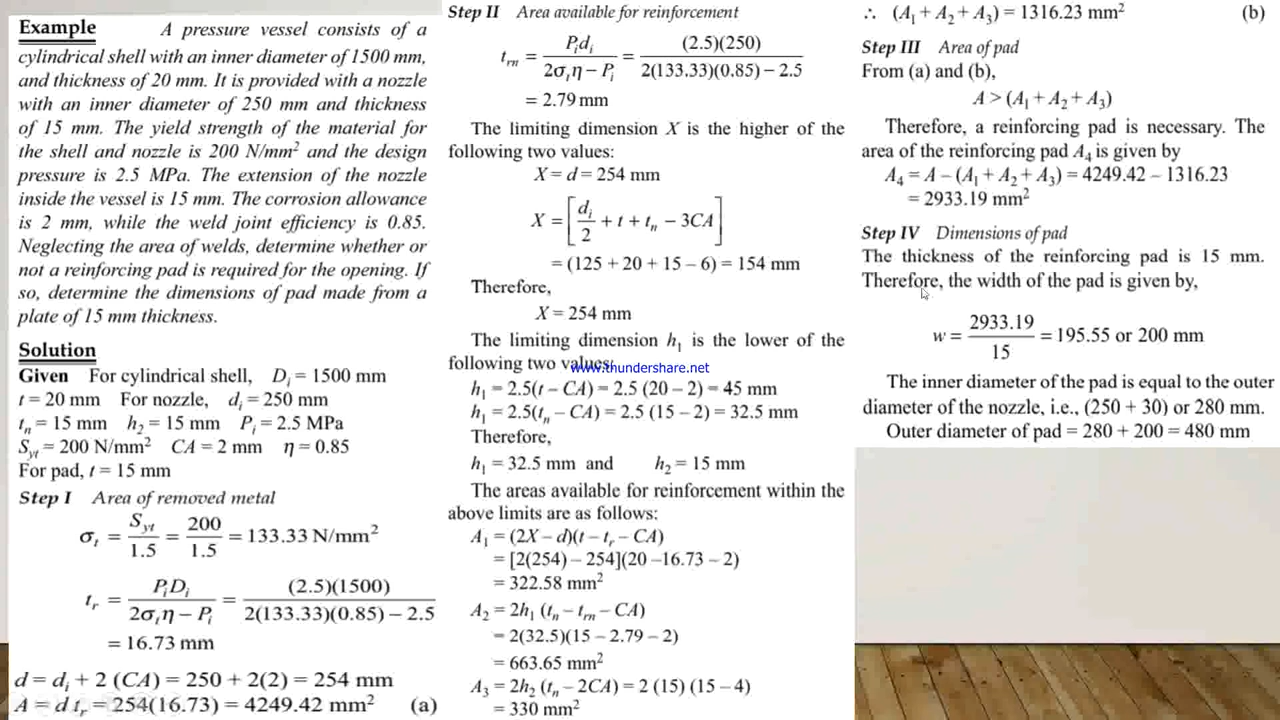 Example A pressure vessel consists of a
cylindrical shell with an inner diameter of 1500 mm,
and thickness of 20 mm. It is provided with a nozzle
with an inner diameter of 250 mm and thickness
of 15 mm. The yield strength of the material for
the shell and nozzle is 200 N/mm² and the design
pressure is 2.5 MPa. The extension of the nozzle
inside the vessel is 15 mm. The corrosion allowance
is 2 mm, while the weld joint efficiency is 0.85.
Neglecting the area of welds, determine whether or
not a reinforcing pad is required for the opening. If
so, determine the dimensions of pad made from a
plate of 15 mm thickness.
Solution
Given For cylindrical shell, Dᵢ = 1500 mm
t = 20 mm For nozzle, dᵢ = 250 mm
tₙ = 15 mm h₂ = 15 mm Pᵢ = 2.5 MPa
S_yt = 200 N/mm² CA = 2 mm η = 0.85
For pad, t = 15 mm
Step I Area of removed metal
σₜ = S_yt / 1.5 = 200 / 1.5 = 133.33 N/mm²
tᵣ = PᵢDᵢ / (2σₜη − Pᵢ) = (2.5)(1500) / (2(133.33)(0.85) − 2.5)
= 16.73 mm
d = dᵢ + 2 (CA) = 250 + 2(2) = 254 mm
A = d tᵣ = 254(16.73) = 4249.42 mm² (a)
Step II Area available for reinforcement
t_rn = Pᵢdᵢ / (2σₜη − Pᵢ) = (2.5)(250) / (2(133.33)(0.85) − 2.5)
= 2.79 mm
The limiting dimension X is the higher of the
following two values:
X = d = 254 mm
X = [dᵢ/2 + t + tₙ − 3CA]
= (125 + 20 + 15 − 6) = 154 mm
Therefore,
X = 254 mm
The limiting dimension h₁ is the lower of the
following two values:
www.thundershare.net
h₁ = 2.5(t − CA) = 2.5 (20 − 2) = 45 mm
h₁ = 2.5(tₙ − CA) = 2.5 (15 − 2) = 32.5 mm
Therefore,
h₁ = 32.5 mm and h₂ = 15 mm
The areas available for reinforcement within the
above limits are as follows:
A₁ = (2X − d)(t − tᵣ − CA)
= [2(254) − 254](20 −16.73 − 2)
= 322.58 mm²
A₂ = 2h₁ (tₙ − t_rn − CA)
= 2(32.5)(15 − 2.79 − 2)
= 663.65 mm²
A₃ = 2h₂ (tₙ − 2CA) = 2 (15) (15 − 4)
= 330 mm²
∴ (A₁ + A₂ + A₃) = 1316.23 mm² (b)
Step III Area of pad
From (a) and (b),
A > (A₁ + A₂ + A₃)
Therefore, a reinforcing pad is necessary. The
area of the reinforcing pad A₄ is given by
A₄ = A − (A₁ + A₂ + A₃) = 4249.42 − 1316.23
= 2933.19 mm²
Step IV Dimensions of pad
The thickness of the reinforcing pad is 15 mm.
Therefore, the width of the pad is given by,
w = 2933.19 / 15 = 195.55 or 200 mm
The inner diameter of the pad is equal to the outer
diameter of the nozzle, i.e., (250 + 30) or 280 mm.
Outer diameter of pad = 280 + 200 = 480 mm